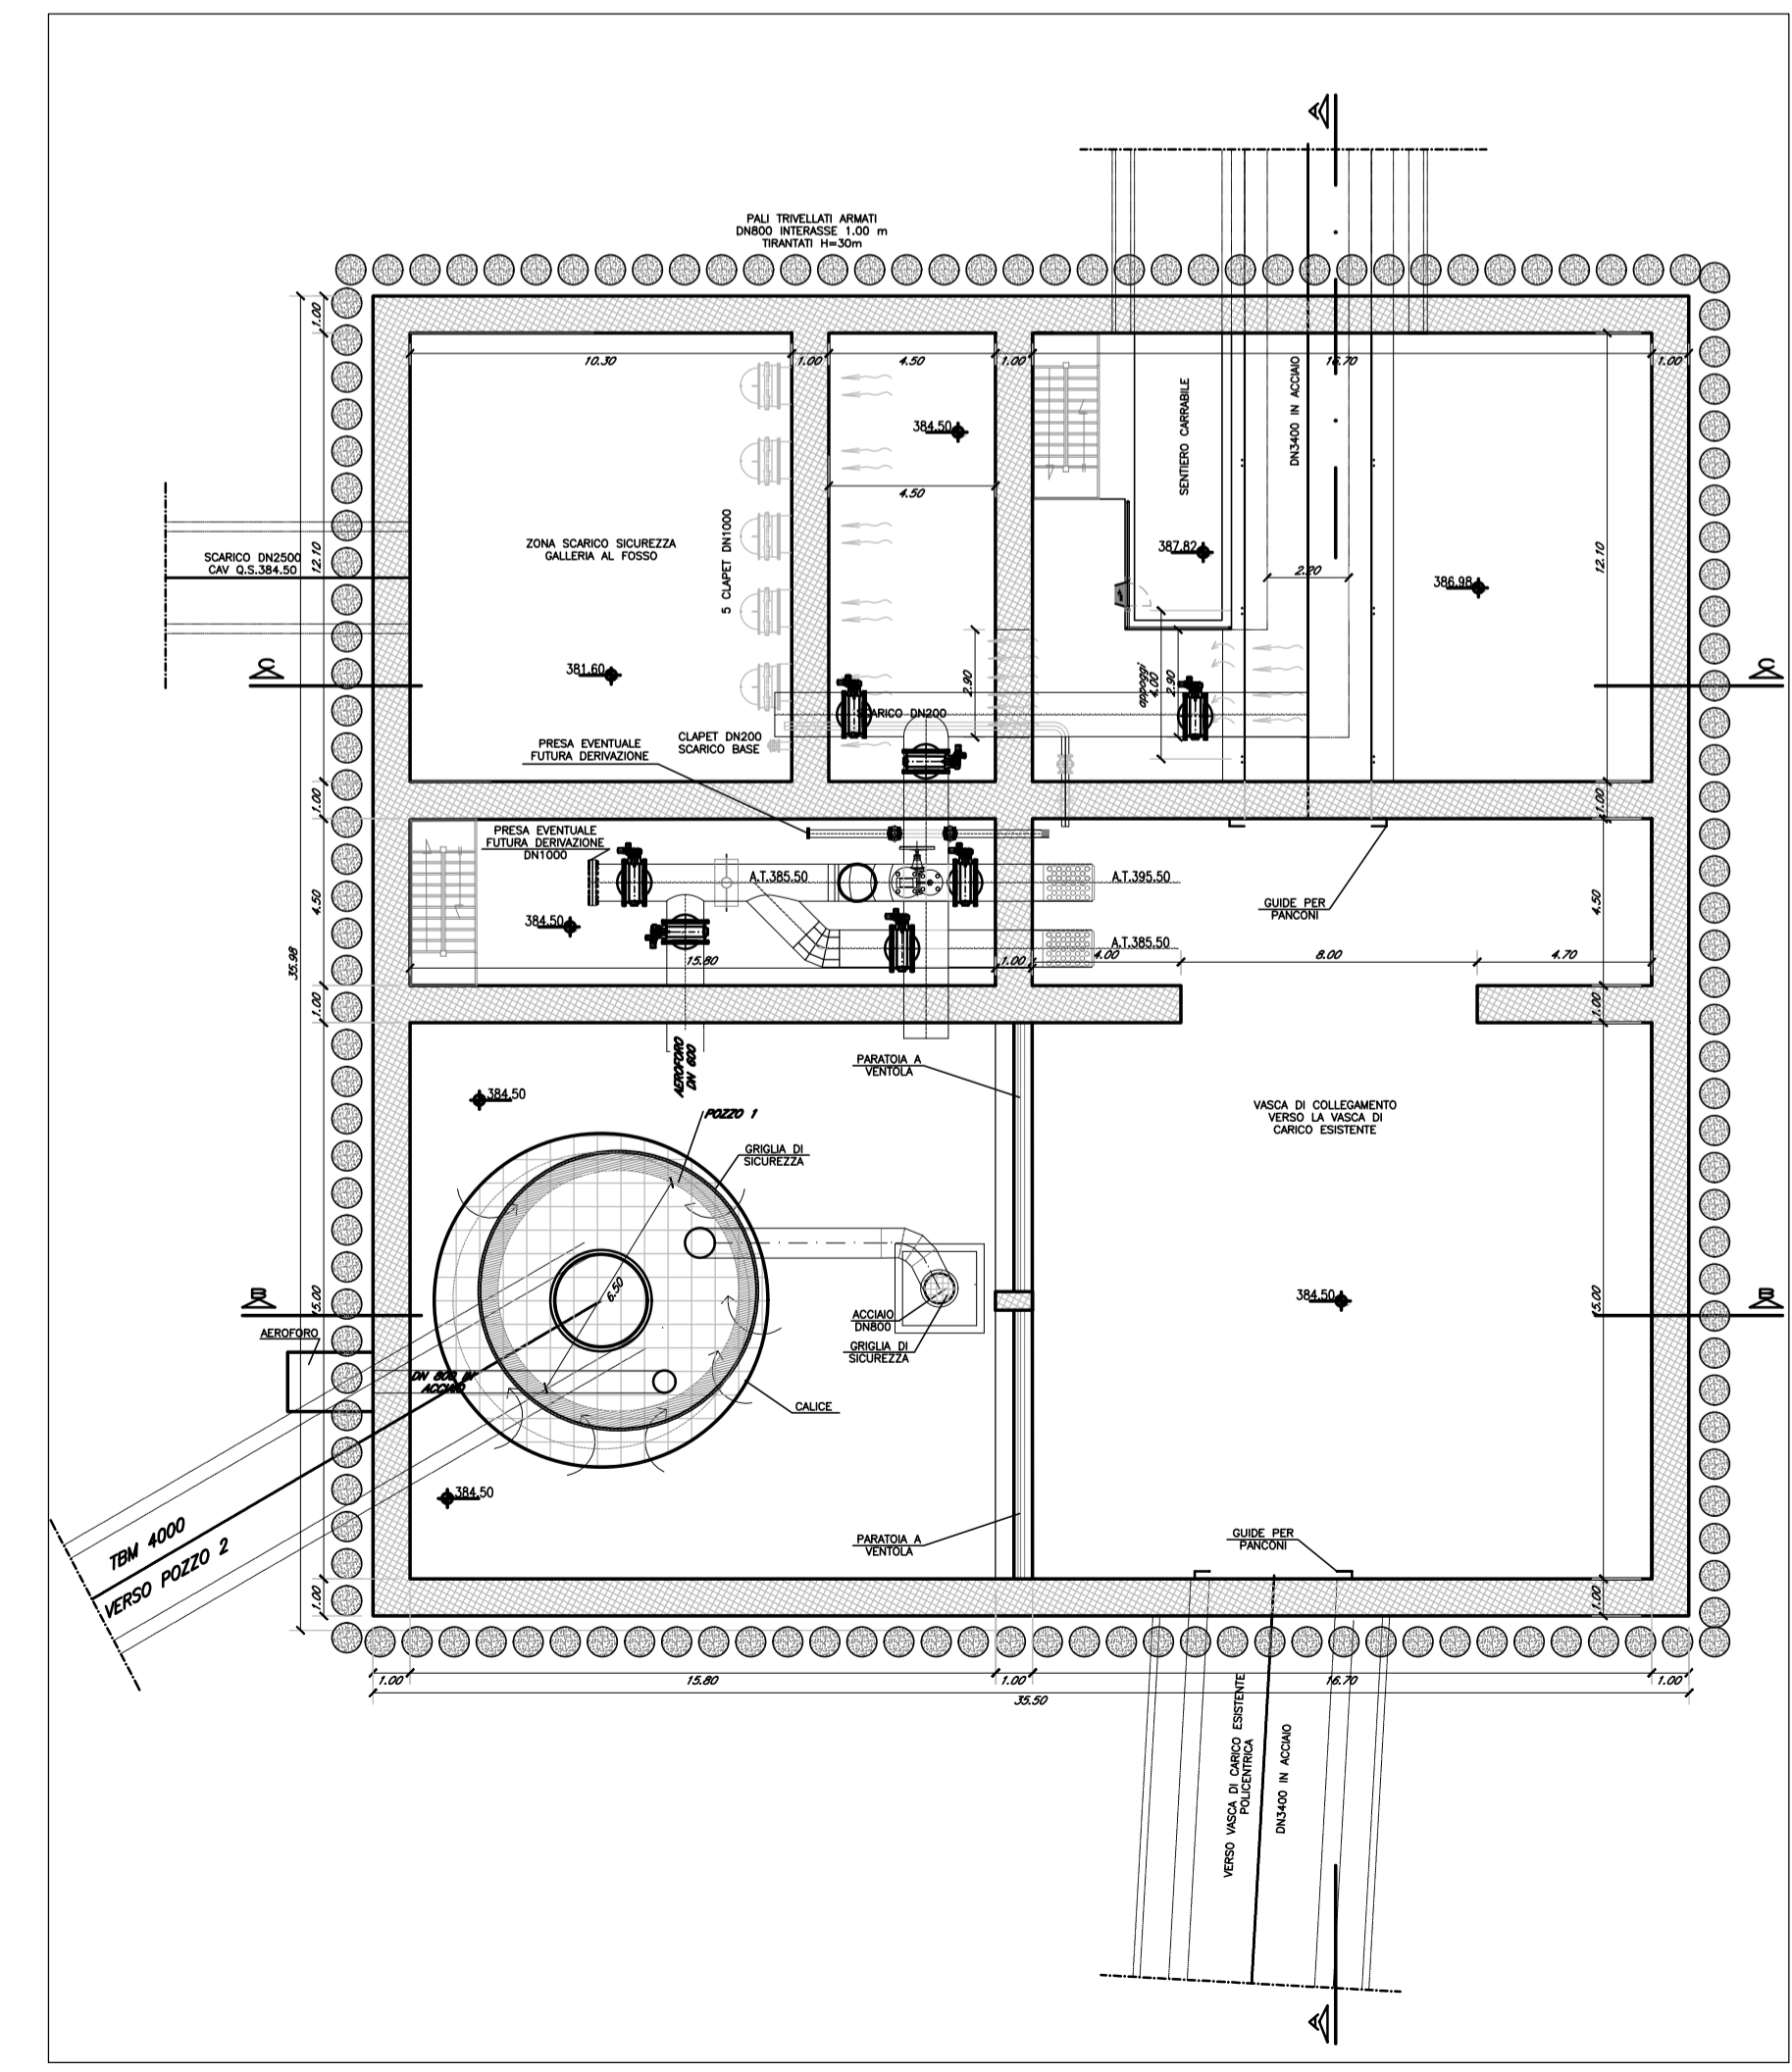 A
PALI TRIVELLATI ARMATI
DN800 INTERASSE 1.00 m
TIRANTATI H=30m
1.00
10.30
1.00
4.50
1.00
16.70
1.00
DN3400 IN ACCIAIO
SENTIERO CARRABILE
384.50
4.50
5 CLAPET DN1000
ZONA SCARICO SICUREZZA
GALLERIA AL FOSSO
SCARICO DN2500
CAV Q.S.384.50
12.10
12.10
387.82
2.20
386.98
381.60
C
C
2.90
appoggi
4.00
2.90
SCARICO DN200
CLAPET DN200
SCARICO BASE
PRESA EVENTUALE
FUTURA DERIVAZIONE
1.00
1.00
PRESA EVENTUALE
FUTURA DERIVAZIONE
DN1000
A.T.385.50
A.T.395.50
GUIDE PER
PANCONI
4.50
4.50
384.50
A.T.385.50
15.80
1.00
4.00
8.00
4.70
35.98
1.00
1.00
AEROFORO
DN 600
PARATOIA A
VENTOLA
384.50
POZZO 1
VASCA DI COLLEGAMENTO
VERSO LA VASCA DI
CARICO ESISTENTE
GRIGLIA DI
SICUREZZA
6.50
384.50
B
B
15.00
15.00
ACCIAIO
DN800
AEROFORO
GRIGLIA DI
SICUREZZA
DN 800 IN
ACCIAIO
CALICE
384.50
TBM 4000
VERSO POZZO 2
PARATOIA A
VENTOLA
GUIDE PER
PANCONI
1.00
1.00
1.00
15.80
1.00
16.70
1.00
35.50
VERSO VASCA DI CARICO ESISTENTE
POLICENTRICA
DN3400 IN ACCIAIO
A